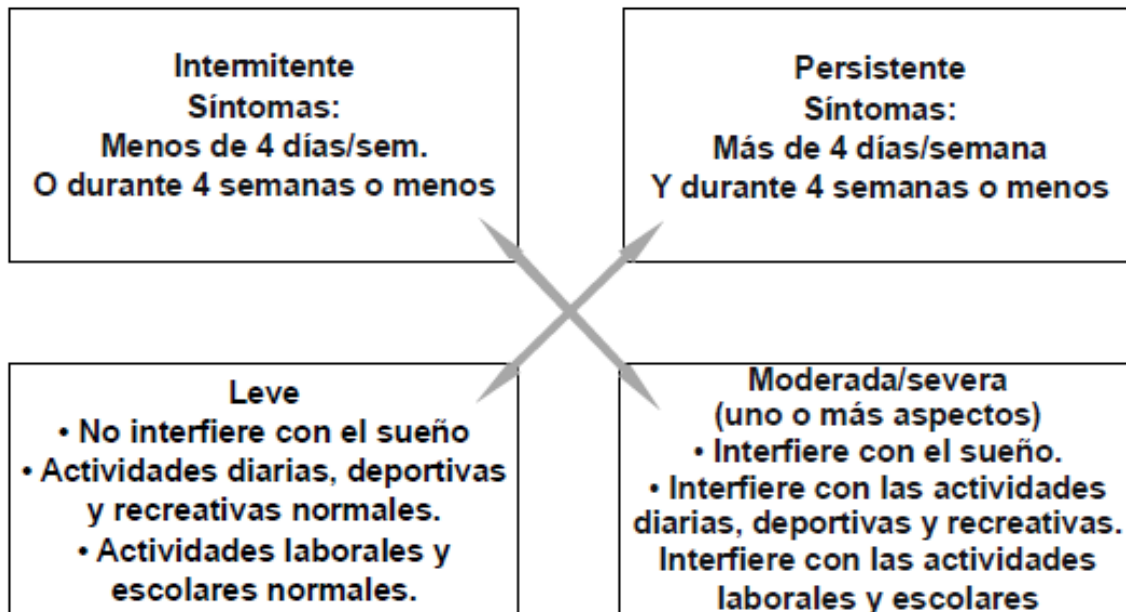 Intermitente
Síntomas:
Menos de 4 días/sem.
O durante 4 semanas o menos
Persistente
Síntomas:
Más de 4 días/semana
Y durante 4 semanas o menos
Leve
• No interfiere con el sueño
• Actividades diarias, deportivas
y recreativas normales.
• Actividades laborales y
escolares normales.
Moderada/severa
(uno o más aspectos)
• Interfiere con el sueño.
• Interfiere con las actividades
diarias, deportivas y recreativas.
Interfiere con las actividades
laborales y escolares